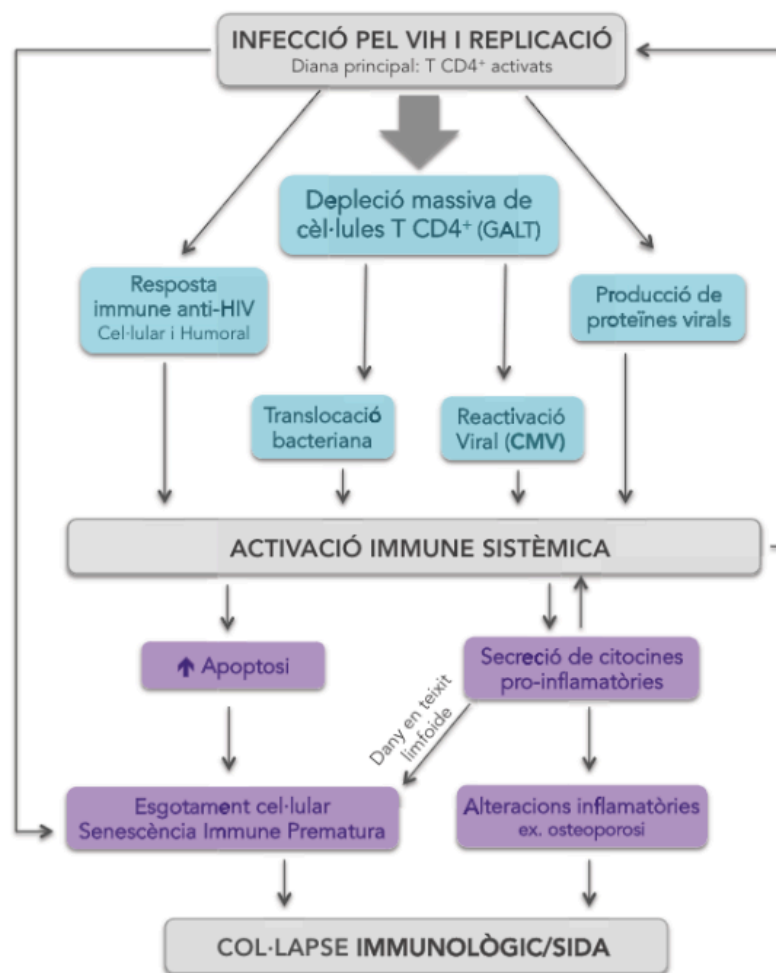 INFECCIÓ PEL VIH I REPLICACIÓ
Diana principal: T CD4⁺ activats
Depleció massiva de
cèl·lules T CD4⁺ (GALT)
Resposta
immune anti-HIV
Cel·lular i Humoral
Producció de
proteïnes virals
Translocació
bacteriana
Reactivació
Viral (CMV)
ACTIVACIÓ IMMUNE SISTÈMICA
Apoptosi
Secreció de citocines
pro-inflamatòries
Dany en teixit
limfoide
Esgotament cel·lular
Senescència Immune Prematura
Alteracions inflamatòries
ex. osteoporosi
COL·LAPSE IMMUNOLÒGIC/SIDA